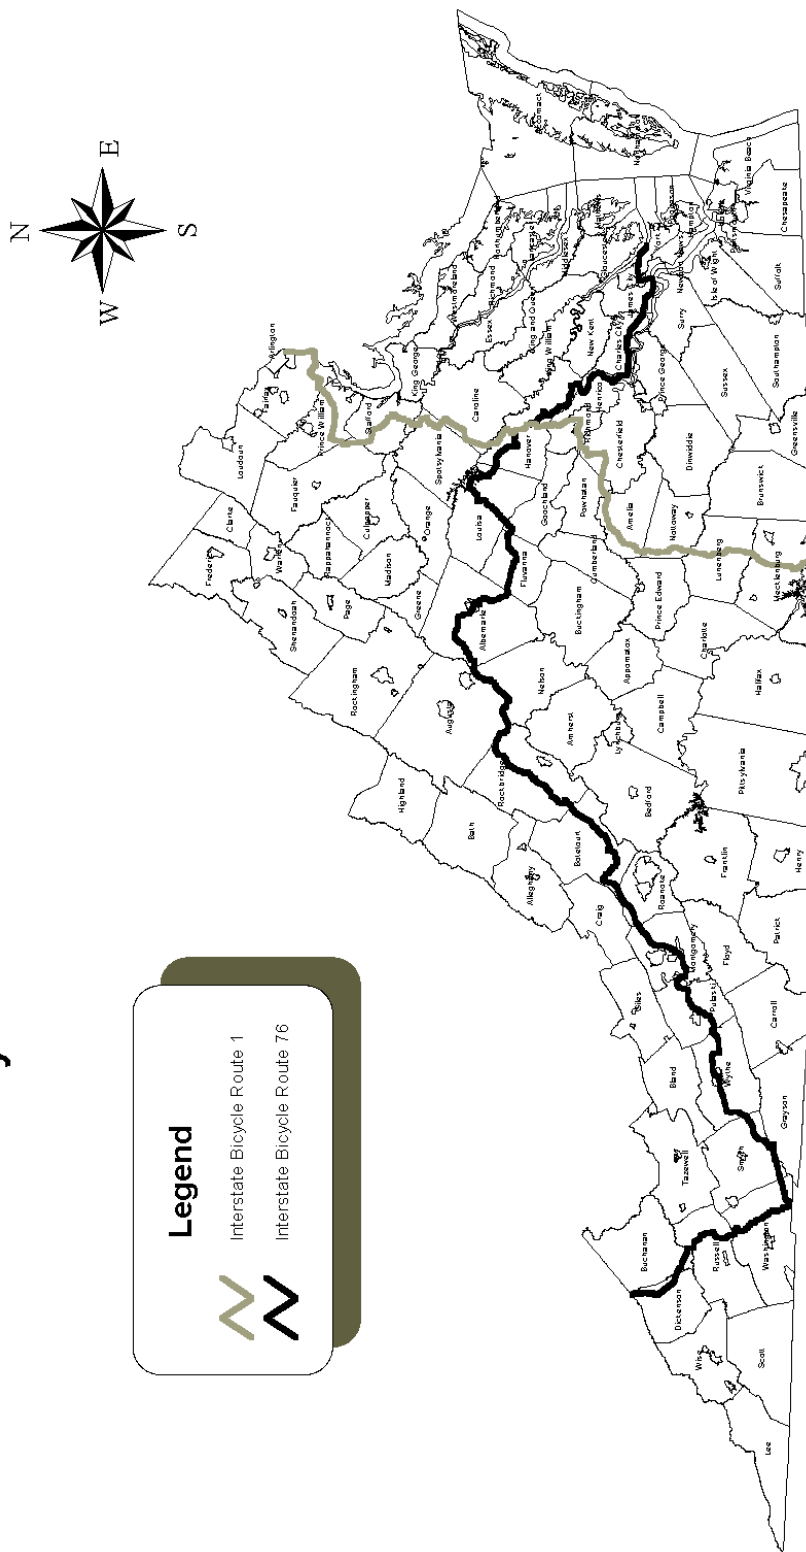 N
W
E
S
Legend
Interstate Bicycle Route 1
Interstate Bicycle Route 76
Arlington
Fairfax
Loudoun
Prince William
Fauquier
Clarke
Frederick
Warren
Shenandoah
Rappahannock
Page
Culpepper
Madison
Rockingham
Stafford
King George
Westmoreland
Northumberland
Richmond
Lancaster
Essex
Middlesex
King and Queen
King William
Caroline
Spotsylvania
Orange
Greene
Louisa
Albemarle
Augusta
Highland
Bath
Rockbridge
Alleghany
Botetourt
Craig
Nelson
Amherst
Fluvanna
Goochland
Hanover
Henrico
Richmond
New Kent
Charles City
James City
York
Gloucester
Mathews
Accomack
Northampton
Newport News
Hampton
Poquoson
Virginia Beach
Chesapeake
Suffolk
Isle of Wight
Surry
Prince George
Chesterfield
Powhatan
Cumberland
Buckingham
Appomatox
Lynchburg
Campbell
Bedford
Roanoke
Prince Edward
Amelia
Nottaway
Dinwiddie
Sussex
Southampton
Greensville
Brunswick
Lunenberg
Mecklenburg
Charlotte
Halifax
Pittsylvania
Franklin
Henry
Patrick
Floyd
Montgomery
Giles
Pulaski
Bland
Wythe
Carroll
Grayson
Smyth
Tazewell
Buchanan
Russell
Washington
Dickenson
Wise
Scott
Lee